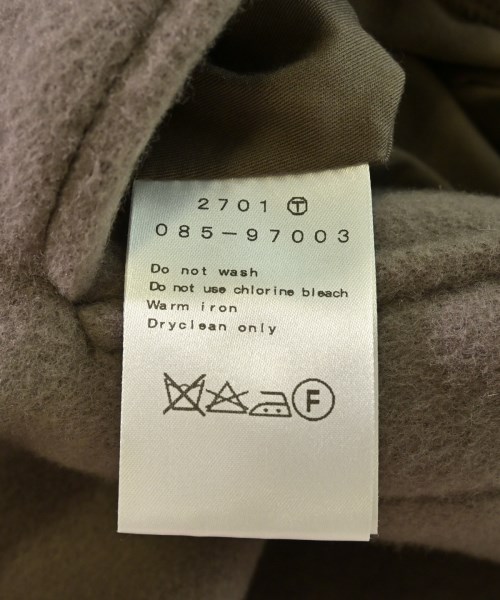 2701 Ⓣ
085-97003
Do not wash
Do not use chlorine bleach
Warm iron
Dryclean only
F